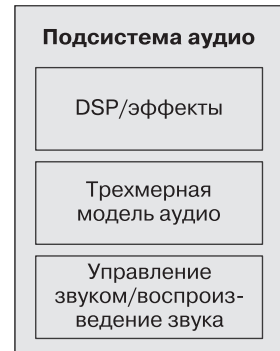 Подсистема аудио
DSP/эффекты
Трехмерная
модель аудио
Управление
звуком/воспроиз-
ведение звука